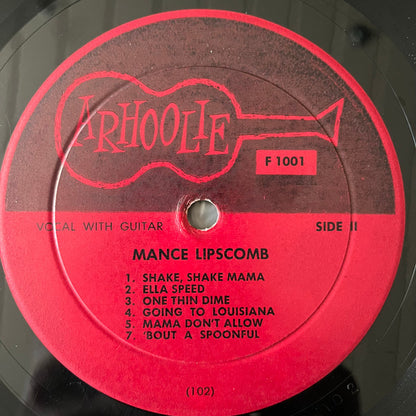 ARHOOLIE
F 1001
VOCAL WITH GUITAR SIDE II
MANCE LIPSCOMB
1. SHAKE, SHAKE MAMA
2. ELLA SPEED
3. ONE THIN DIME
4. GOING TO LOUISIANA
5. MAMA DON'T ALLOW
7. 'BOUT A SPOONFUL
(102)